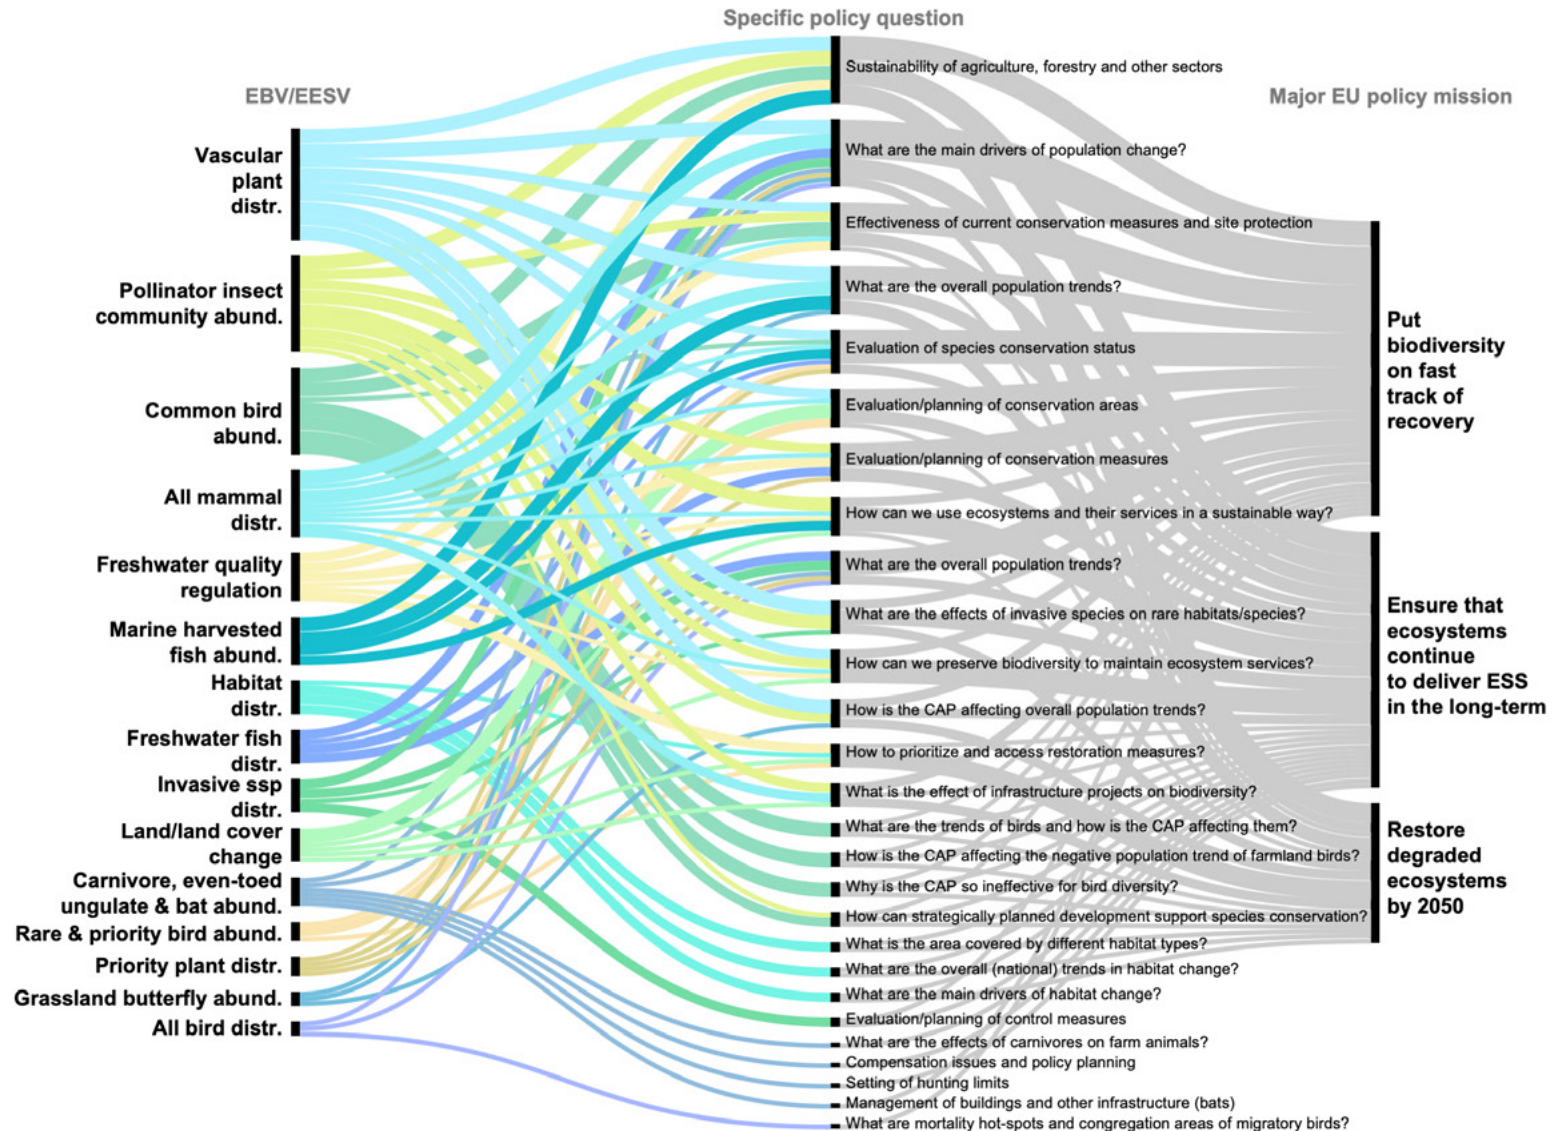 Specific policy question
EBV/EESV
Major EU policy mission
Vascular
plant
distr.
Pollinator insect
community abund.
Common bird
abund.
All mammal
distr.
Freshwater quality
regulation
Marine harvested
fish abund.
Habitat
distr.
Freshwater fish
distr.
Invasive ssp
distr.
Land/land cover
change
Carnivore, even-toed
ungulate & bat abund.
Rare & priority bird abund.
Priority plant distr.
Grassland butterfly abund.
All bird distr.
Sustainability of agriculture, forestry and other sectors
What are the main drivers of population change?
Effectiveness of current conservation measures and site protection
What are the overall population trends?
Evaluation of species conservation status
Evaluation/planning of conservation areas
Evaluation/planning of conservation measures
How can we use ecosystems and their services in a sustainable way?
What are the overall population trends?
What are the effects of invasive species on rare habitats/species?
How can we preserve biodiversity to maintain ecosystem services?
How is the CAP affecting overall population trends?
How to prioritize and access restoration measures?
What is the effect of infrastructure projects on biodiversity?
What are the trends of birds and how is the CAP affecting them?
How is the CAP affecting the negative population trend of farmland birds?
Why is the CAP so ineffective for bird diversity?
How can strategically planned development support species conservation?
What is the area covered by different habitat types?
What are the overall (national) trends in habitat change?
What are the main drivers of habitat change?
Evaluation/planning of control measures
What are the effects of carnivores on farm animals?
Compensation issues and policy planning
Setting of hunting limits
Management of buildings and other infrastructure (bats)
What are mortality hot-spots and congregation areas of migratory birds?
Put
biodiversity
on fast
track of
recovery
Ensure that
ecosystems
continue
to deliver ESS
in the long-term
Restore
degraded
ecosystems
by 2050